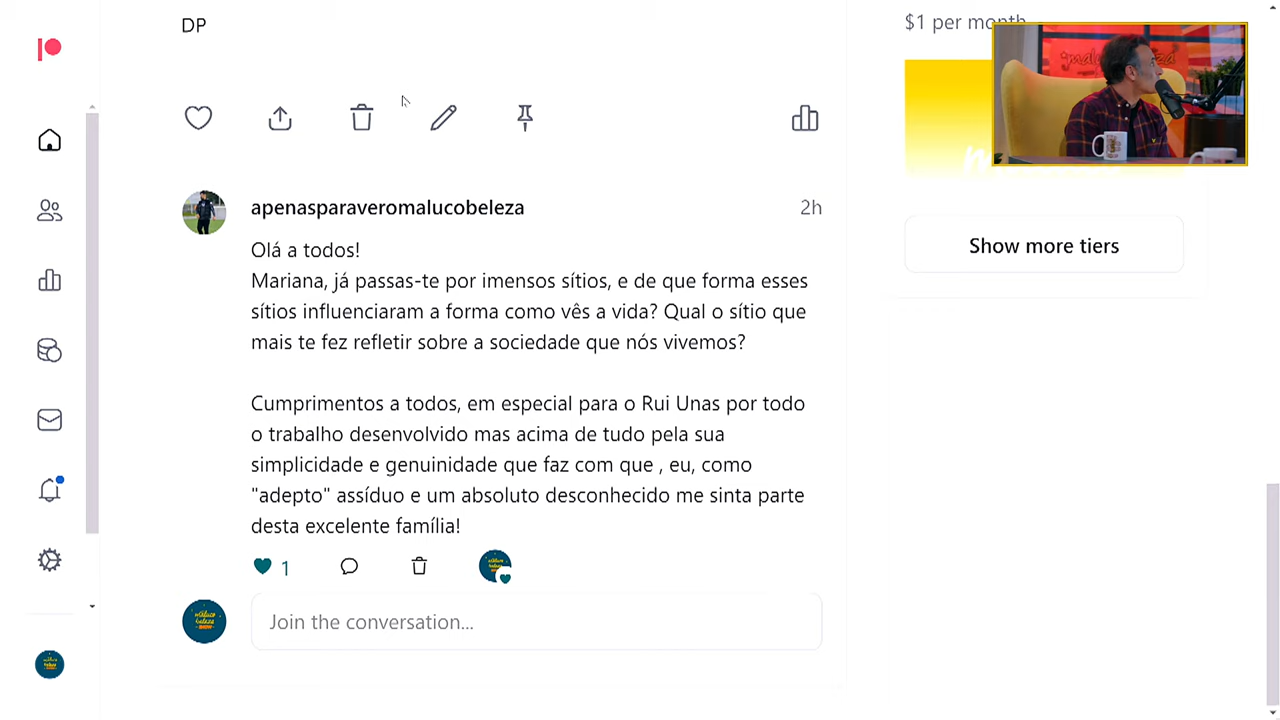 DP
$1 per month
maluco beleza
apenasparaveromalucobeleza
2h
Olá a todos!
Mariana, já passas-te por imensos sítios, e de que forma esses
sítios influenciaram a forma como vês a vida? Qual o sítio que
mais te fez refletir sobre a sociedade que nós vivemos?
Cumprimentos a todos, em especial para o Rui Unas por todo
o trabalho desenvolvido mas acima de tudo pela sua
simplicidade e genuinidade que faz com que , eu, como
"adepto" assíduo e um absoluto desconhecido me sinta parte
desta excelente família!
1
Join the conversation...
Show more tiers